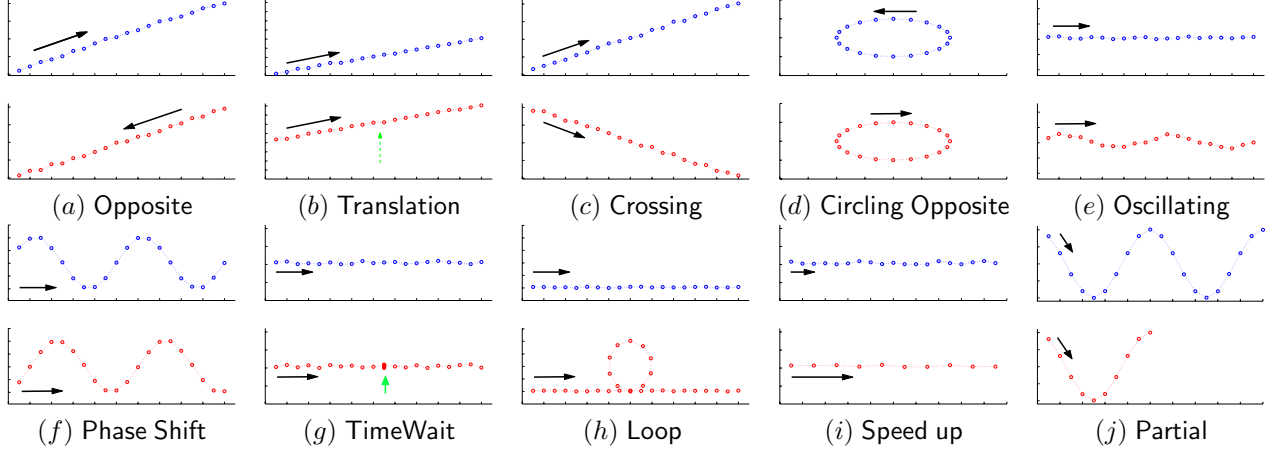 (a) Opposite
(b) Translation
(c) Crossing
(d) Circling Opposite
(e) Oscillating
(f) Phase Shift
(g) TimeWait
(h) Loop
(i) Speed up
(j) Partial